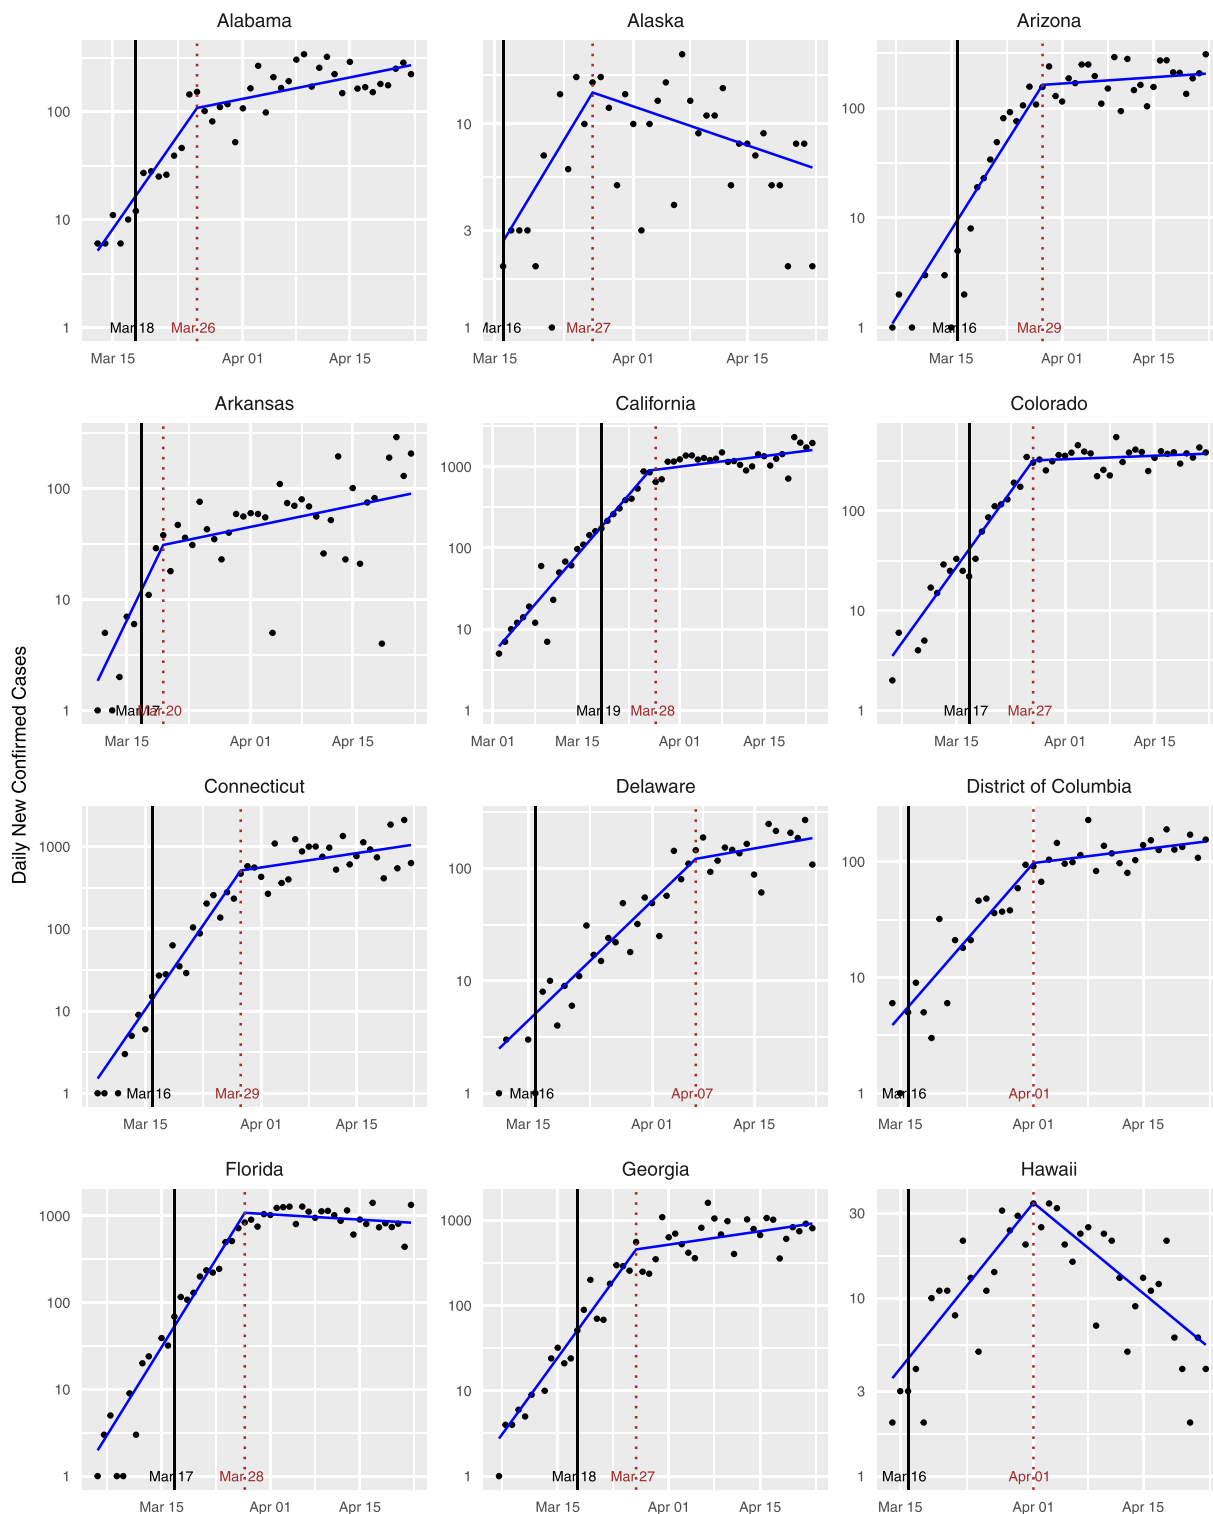 Daily New Confirmed Cases
Alabama
100
10
1
Mar 18
Mar 26
Mar 15
Apr 01
Apr 15
Alaska
10
3
1
Mar 16
Mar 27
Mar 15
Apr 01
Apr 15
Arizona
100
10
1
Mar 16
Mar 29
Mar 15
Apr 01
Apr 15
Arkansas
100
10
1
Mar 17
Mar 20
Mar 15
Apr 01
Apr 15
California
1000
100
10
1
Mar 19
Mar 28
Mar 01
Mar 15
Apr 01
Apr 15
Colorado
100
10
1
Mar 17
Mar 27
Mar 15
Apr 01
Apr 15
Connecticut
1000
100
10
1
Mar 16
Mar 29
Mar 15
Apr 01
Apr 15
Delaware
100
10
1
Mar 16
Apr 07
Mar 15
Apr 01
Apr 15
District of Columbia
100
10
1
Mar 16
Apr 01
Mar 15
Apr 01
Apr 15
Florida
1000
100
10
1
Mar 17
Mar 28
Mar 15
Apr 01
Apr 15
Georgia
1000
100
10
1
Mar 18
Mar 27
Mar 15
Apr 01
Apr 15
Hawaii
30
10
3
1
Mar 16
Apr 01
Mar 15
Apr 01
Apr 15